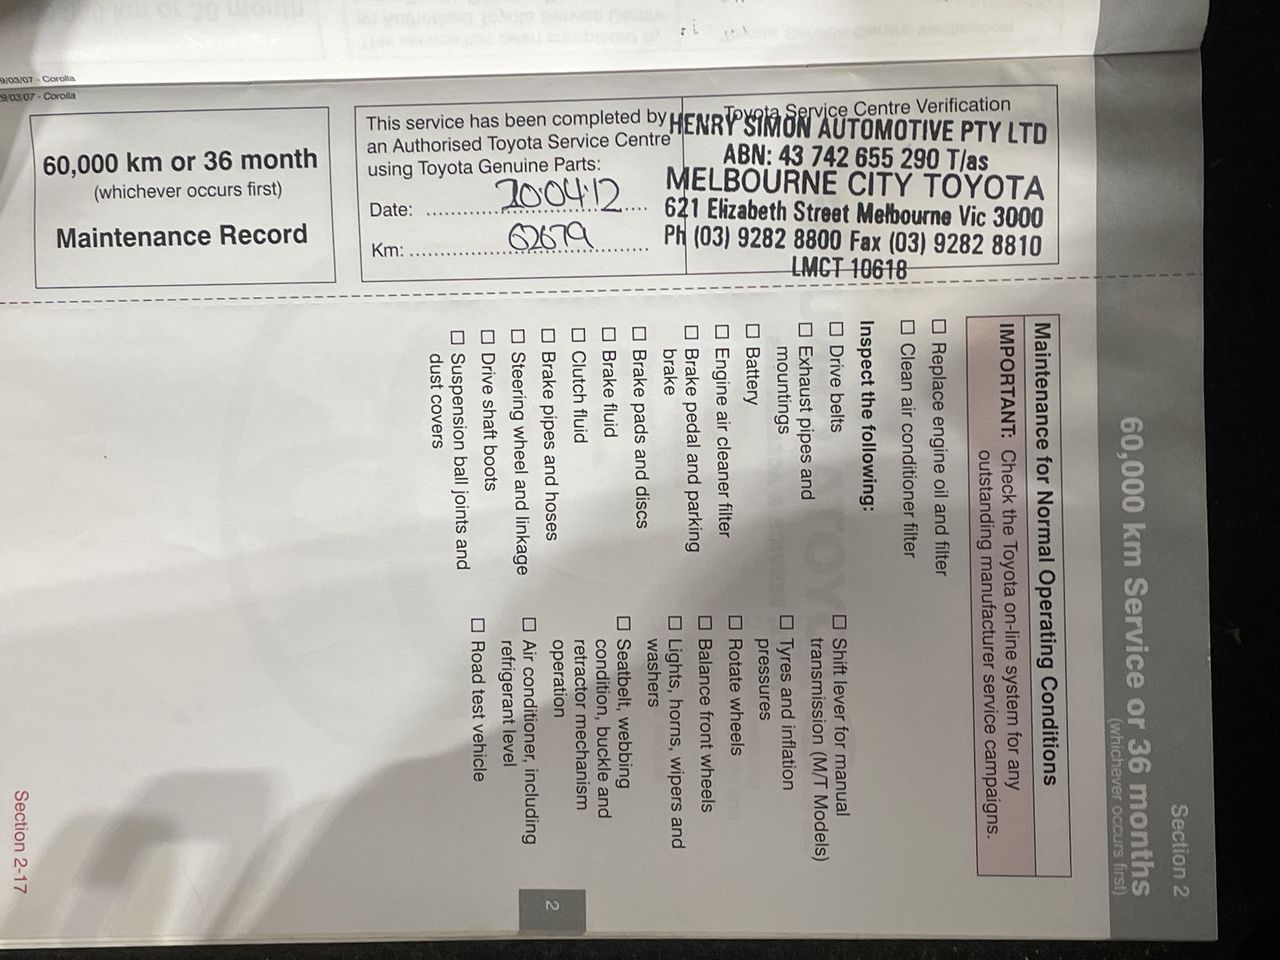 9/03/07 - Corolla
9/03/07 - Corolla
60,000 km or 36 month
(whichever occurs first)
Maintenance Record
This service has been completed by
an Authorised Toyota Service Centre
using Toyota Genuine Parts:
Date: 20·04·12
Km: 62679
Toyota Service Centre Verification
HENRY SIMON AUTOMOTIVE PTY LTD
ABN: 43 742 655 290 T/as
MELBOURNE CITY TOYOTA
621 Elizabeth Street Melbourne Vic 3000
Ph (03) 9282 8800 Fax (03) 9282 8810
LMCT 10618
Section 2
60,000 km Service or 36 months
(whichever occurs first)
Maintenance for Normal Operating Conditions
IMPORTANT: Check the Toyota on-line system for any
outstanding manufacturer service campaigns.
Replace engine oil and filter
Clean air conditioner filter
Inspect the following:
Drive belts
Exhaust pipes and
mountings
Battery
Engine air cleaner filter
Brake pedal and parking
brake
Brake pads and discs
Brake fluid
Clutch fluid
Brake pipes and hoses
Steering wheel and linkage
Drive shaft boots
Suspension ball joints and
dust covers
Shift lever for manual
transmission (M/T Models)
Tyres and inflation
pressures
Rotate wheels
Balance front wheels
Lights, horns, wipers and
washers
Seatbelt, webbing
condition, buckle and
retractor mechanism
operation
Air conditioner, including
refrigerant level
Road test vehicle
2
Section 2-17